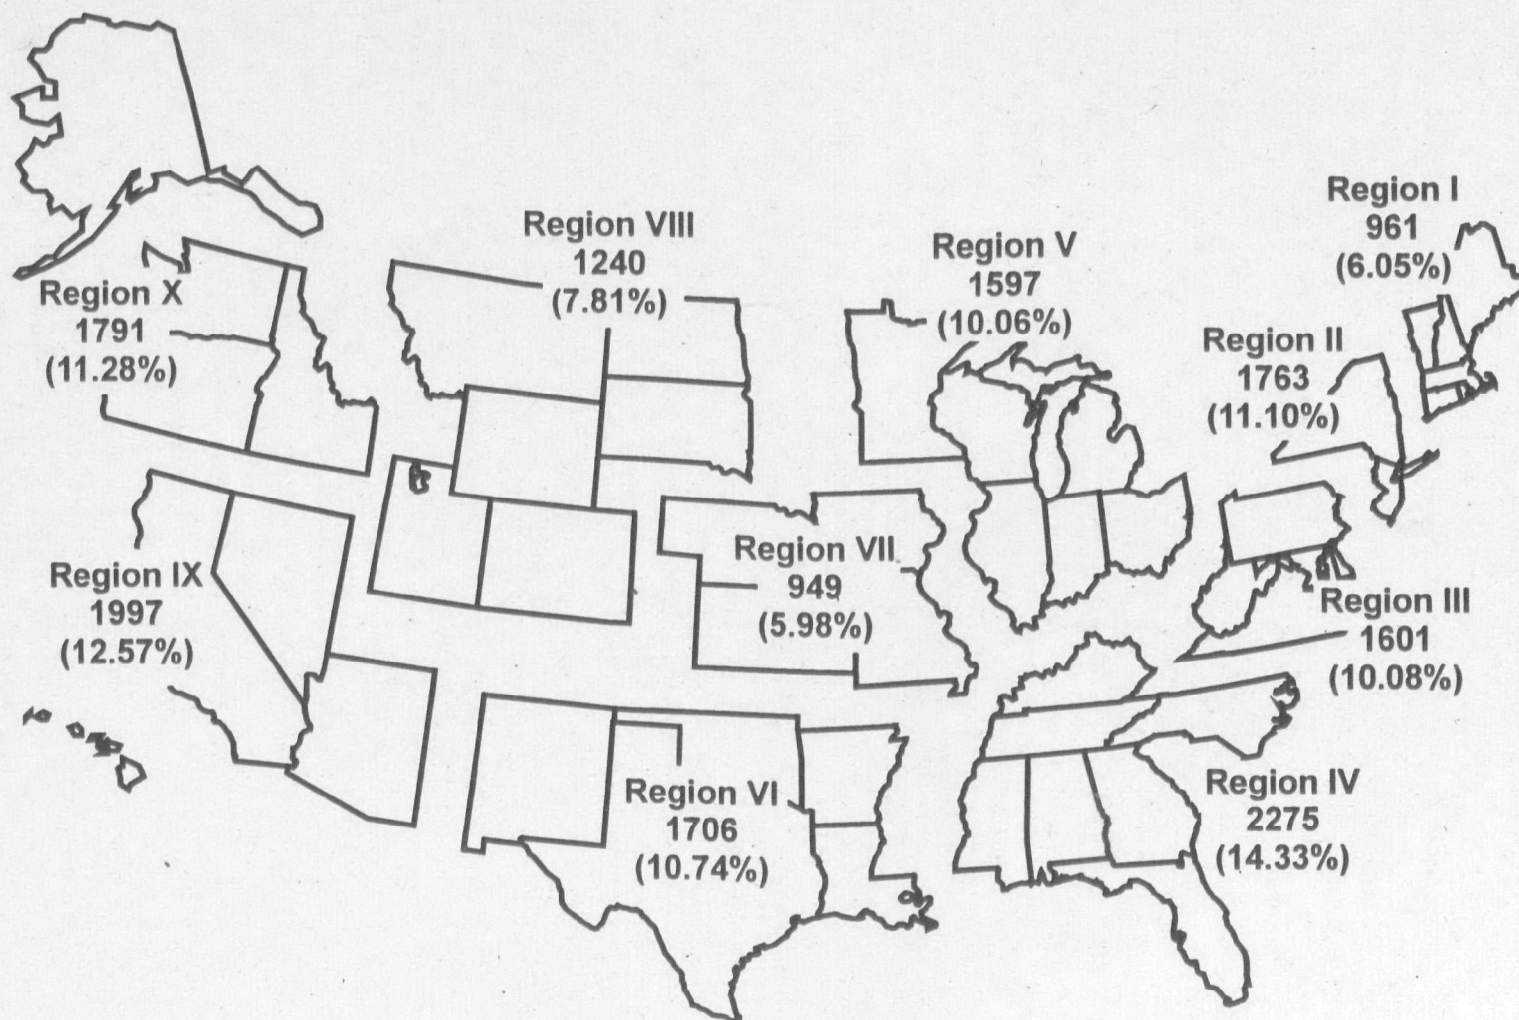 Region I
961
(6.05%)
Region VIII
1240
(7.81%)
Region V
1597
(10.06%)
Region X
1791
(11.28%)
Region II
1763
(11.10%)
Region VII
949
(5.98%)
Region IX
1997
(12.57%)
Region III
1601
(10.08%)
Region VI
1706
(10.74%)
Region IV
2275
(14.33%)